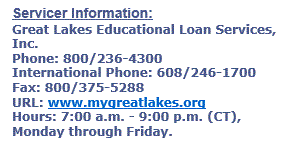 Servicer Information:
Great Lakes Educational Loan Services,
Inc.
Phone: 800/236-4300
International Phone: 608/246-1700
Fax: 800/375-5288
URL: www.mygreatlakes.org
Hours: 7:00 a.m. - 9:00 p.m. (CT),
Monday through Friday.